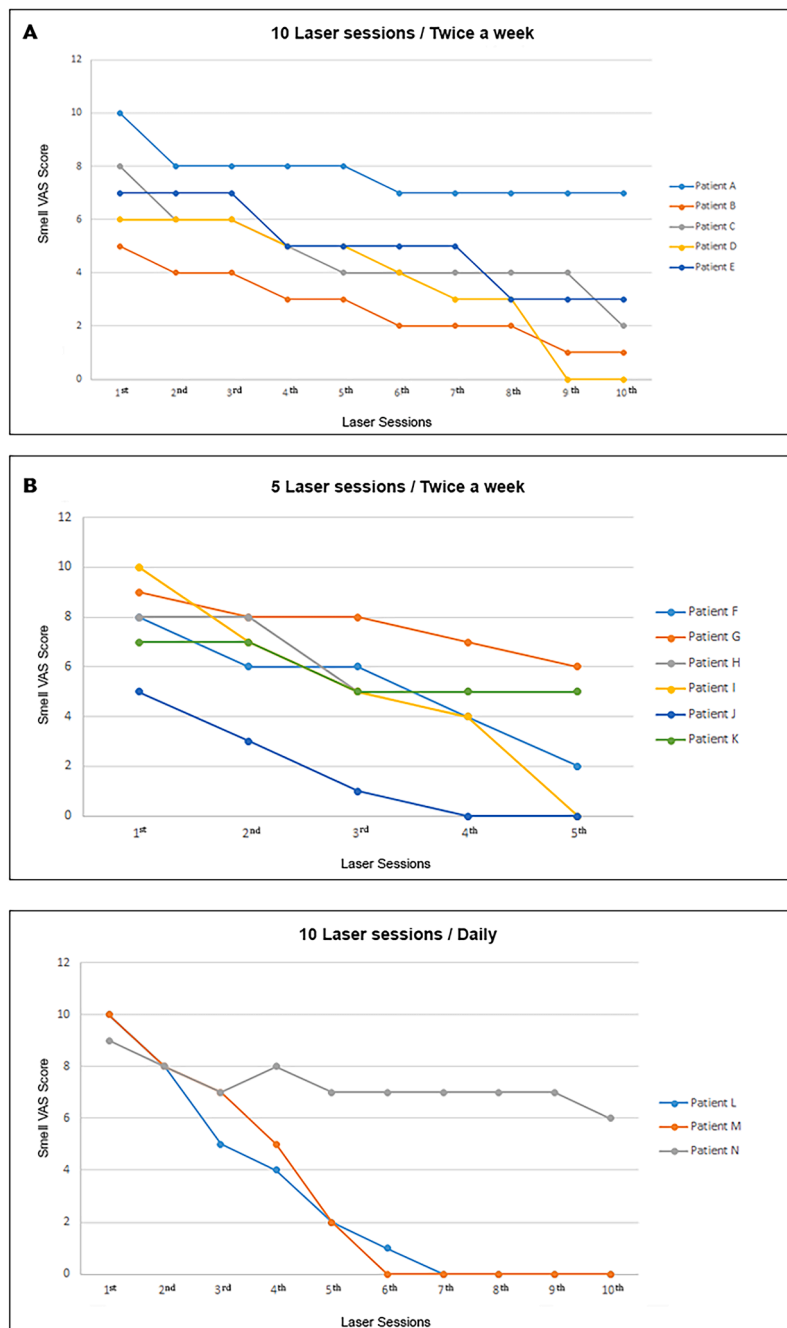 A
10 Laser sessions / Twice a week
12
10
8
6
4
2
0
Smell VAS Score
1st 2nd 3rd 4th 5th 6th 7th 8th 9th 10th
Laser Sessions
Patient A
Patient B
Patient C
Patient D
Patient E
B
5 Laser sessions / Twice a week
12
10
8
6
4
2
0
Smell VAS Score
1st 2nd 3rd 4th 5th
Laser Sessions
Patient F
Patient G
Patient H
Patient I
Patient J
Patient K
10 Laser sessions / Daily
12
10
8
6
4
2
0
Smell VAS Score
1st 2nd 3rd 4th 5th 6th 7th 8th 9th 10th
Laser Sessions
Patient L
Patient M
Patient N